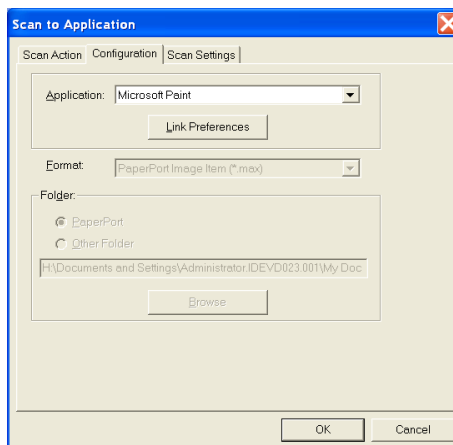 Scan to Application
Scan Action Configuration Scan Settings
Application: Microsoft Paint
Link Preferences
Format: PaperPort Image Item (*.max)
Folder:
PaperPort
Other Folder
H:\Documents and Settings\Administrator.IDEVD023.001\My Doc
Browse
OK Cancel